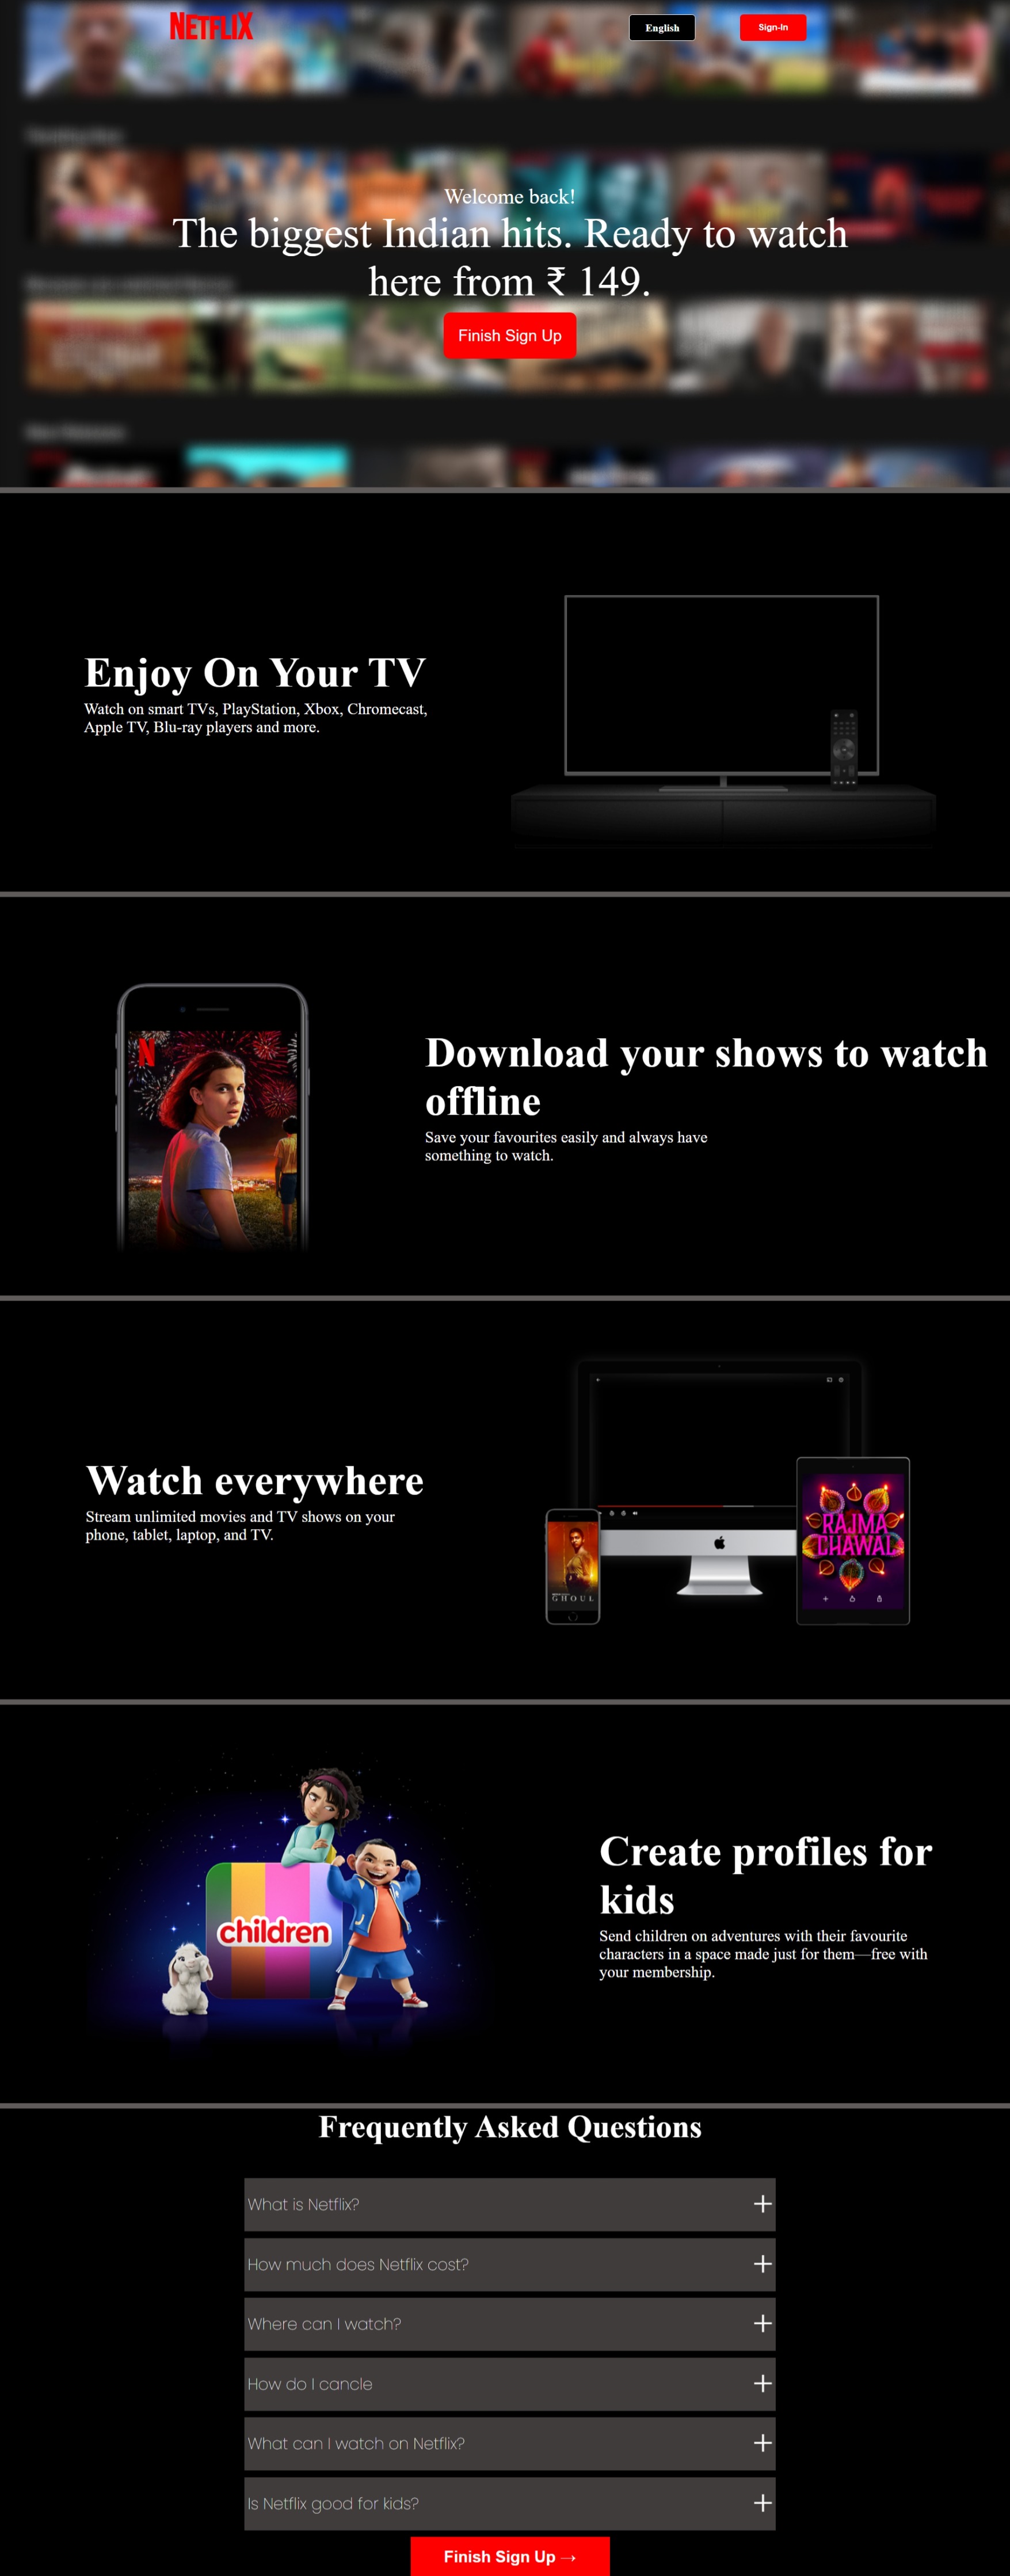 NETFLIX
English
Sign-In
Welcome back!
The biggest Indian hits. Ready to watch
here from ₹ 149.
Finish Sign Up
Enjoy On Your TV
Watch on smart TVs, PlayStation, Xbox, Chromecast,
Apple TV, Blu-ray players and more.
N
Download your shows to watch
offline
Save your favourites easily and always have
something to watch.
Watch everywhere
Stream unlimited movies and TV shows on your
phone, tablet, laptop, and TV.
RAJMA
CHAWAL
GHOUL
children
Create profiles for
kids
Send children on adventures with their favourite
characters in a space made just for them—free with
your membership.
Frequently Asked Questions
What is Netflix?
How much does Netflix cost?
Where can I watch?
How do I cancle
What can I watch on Netflix?
Is Netflix good for kids?
Finish Sign Up →